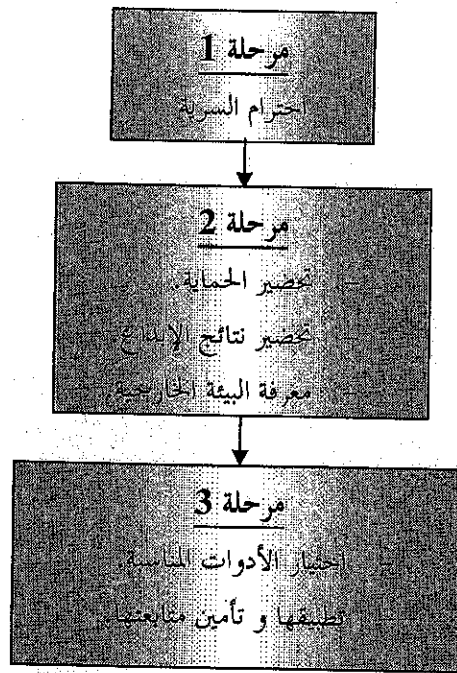 مرحلة 1
احترام السرية
مرحلة 2
- تحضير الحماية.
- تحضير نتائج الإبداع.
- معرفة البيئة الخارجية.
مرحلة 3
- اختيار الأدوات المناسبة.
- تطبيقها و تأمين متابعتها.